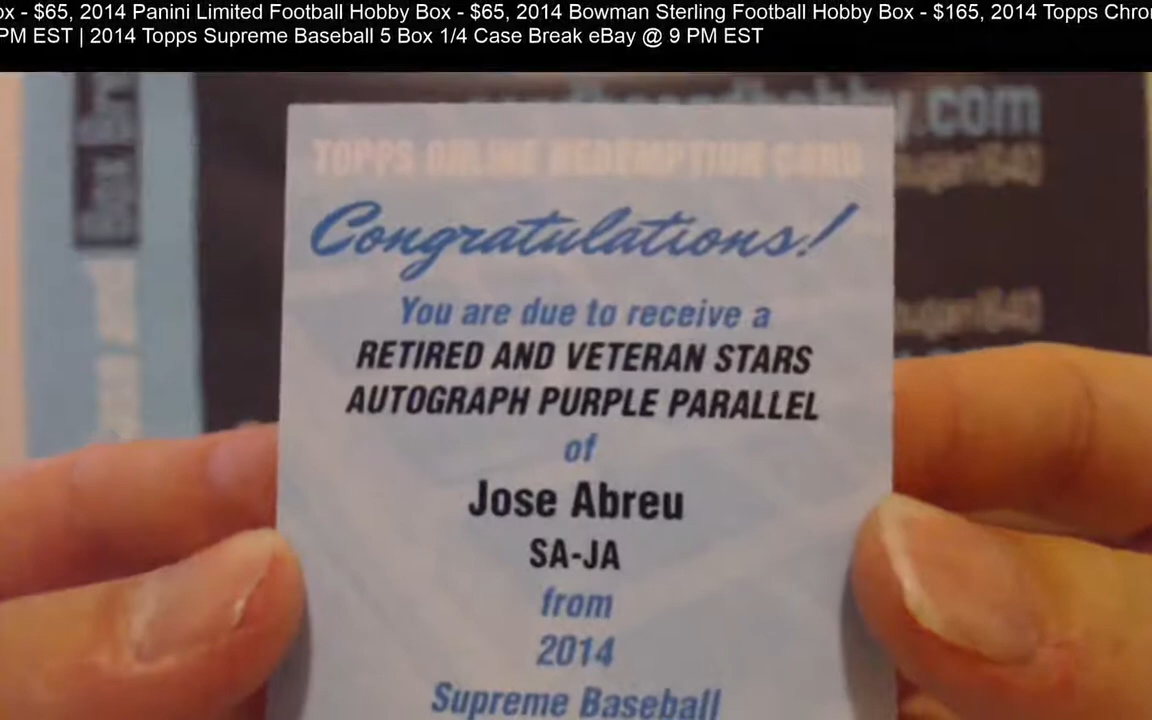 ox - $65, 2014 Panini Limited Football Hobby Box - $65, 2014 Bowman Sterling Football Hobby Box - $165, 2014 Topps Chro
PM EST | 2014 Topps Supreme Baseball 5 Box 1/4 Case Break eBay @ 9 PM EST
.com
TOPPS ONLINE REDEMPTION CARD
Congratulations!
You are due to receive a
RETIRED AND VETERAN STARS
AUTOGRAPH PURPLE PARALLEL
of
Jose Abreu
SA-JA
from
2014
Supreme Baseball